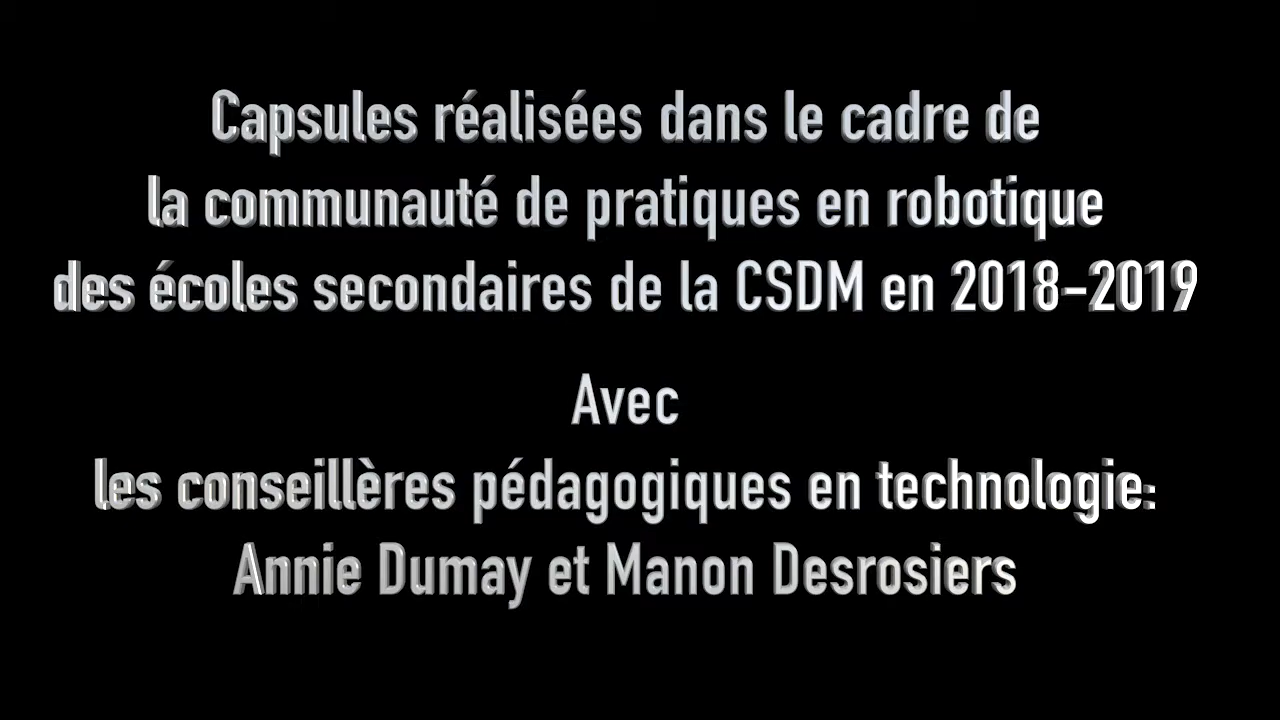 Capsules réalisées dans le cadre de
la communauté de pratiques en robotique
des écoles secondaires de la CSDM en 2018-2019
Avec
les conseillères pédagogiques en technologie:
Annie Dumay et Manon Desrosiers